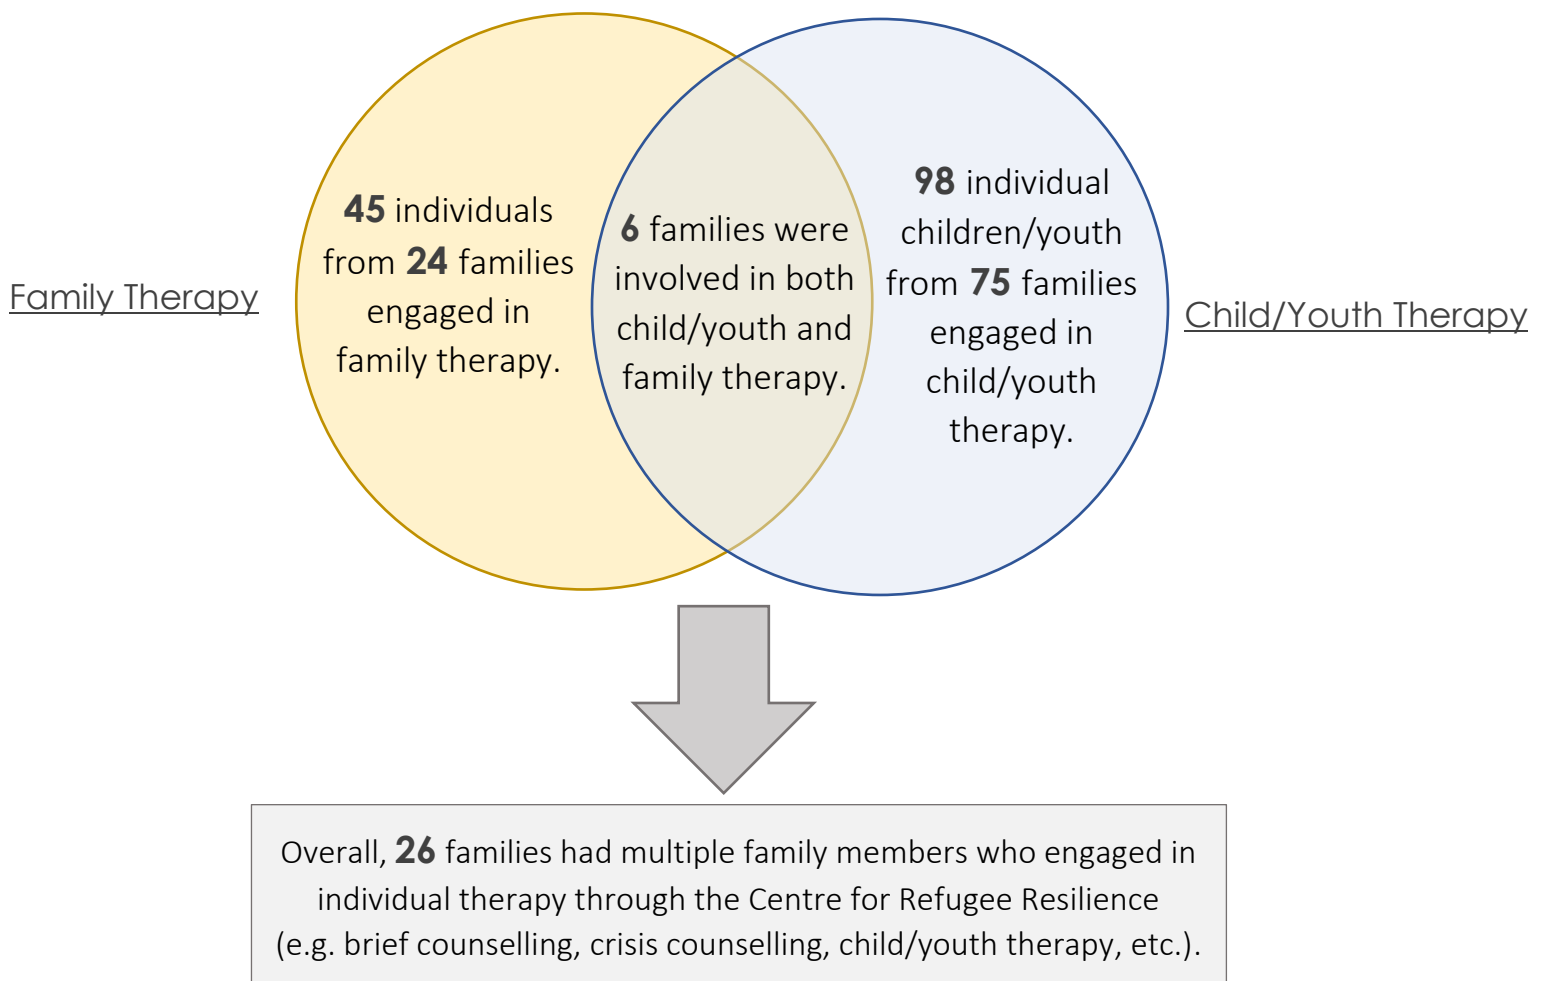 Family Therapy
45 individuals
from 24 families
engaged in
family therapy.
6 families were
involved in both
child/youth and
family therapy.
98 individual
children/youth
from 75 families
engaged in
child/youth
therapy.
Child/Youth Therapy
Overall, 26 families had multiple family members who engaged in
individual therapy through the Centre for Refugee Resilience
(e.g. brief counselling, crisis counselling, child/youth therapy, etc.).